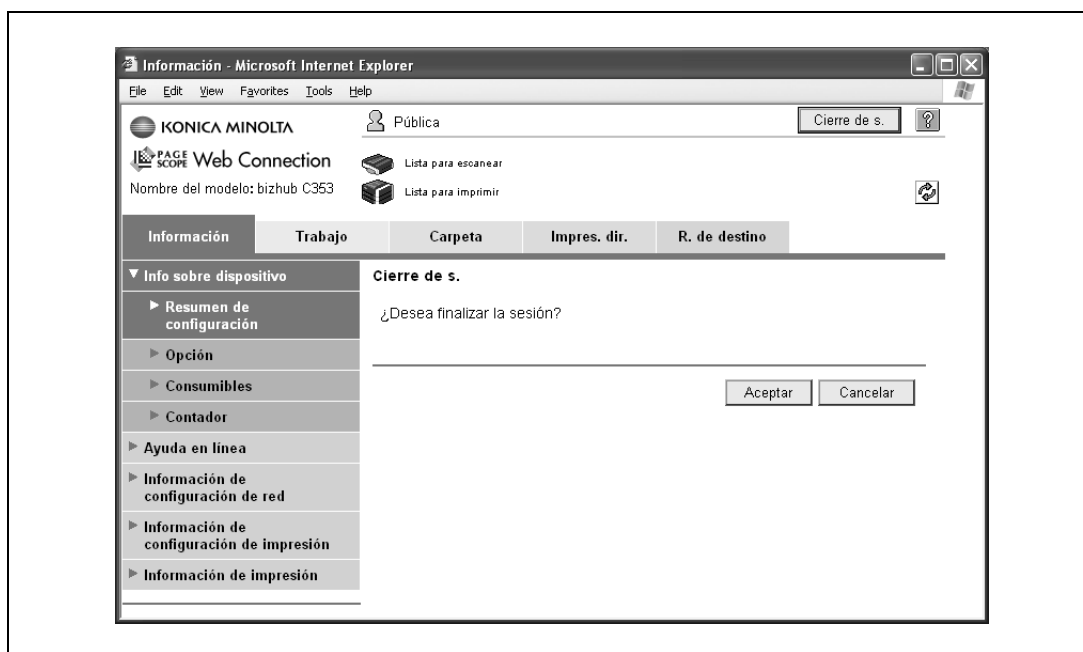 Información - Microsoft Internet Explorer
File Edit View Favorites Tools Help
KONICA MINOLTA
Pública
Cierre de s.
?
PAGE SCOPE Web Connection
Lista para escanear
Nombre del modelo: bizhub C353
Lista para imprimir
Información Trabajo Carpeta Impres. dir. R. de destino
Info sobre dispositivo
Resumen de
configuración
Opción
Consumibles
Contador
Ayuda en línea
Información de
configuración de red
Información de
configuración de impresión
Información de impresión
Cierre de s.
¿Desea finalizar la sesión?
Aceptar Cancelar